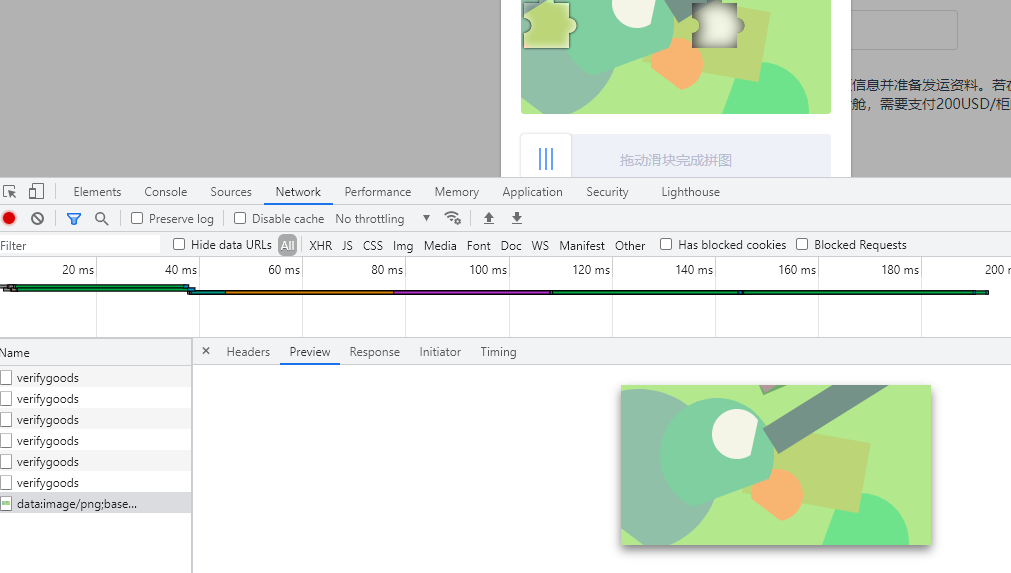 信息并准备发运资料。若在
舱，需要支付200USD/柜
拖动滑块完成拼图
Elements Console Sources Network Performance Memory Application Security Lighthouse
Preserve log Disable cache No throttling
Filter Hide data URLs All XHR JS CSS Img Media Font Doc WS Manifest Other Has blocked cookies Blocked Requests
20 ms 40 ms 60 ms 80 ms 100 ms 120 ms 140 ms 160 ms 180 ms 200
Name Headers Preview Response Initiator Timing
verifygoods
verifygoods
verifygoods
verifygoods
verifygoods
verifygoods
data:image/png;base...